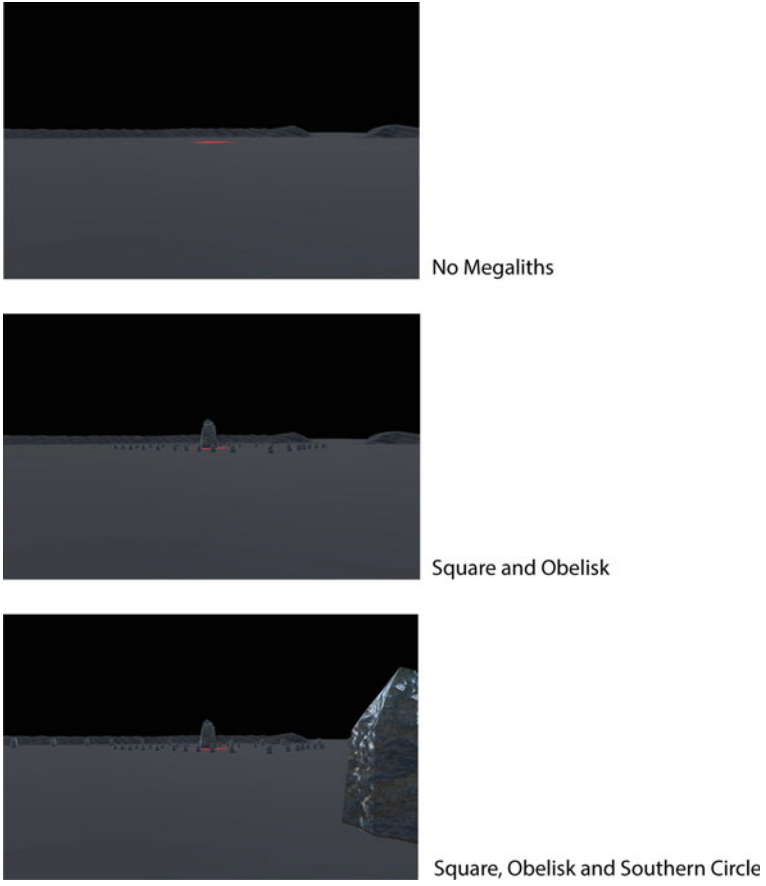 No Megaliths
Square and Obelisk
Square, Obelisk and Southern Circle